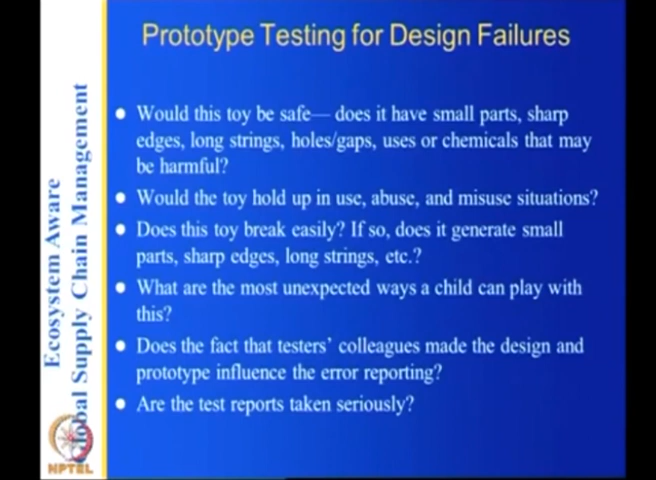 Prototype Testing for Design Failures
Would this toy be safe— does it have small parts, sharp
edges, long strings, holes/gaps, uses or chemicals that may
be harmful?
Would the toy hold up in use, abuse, and misuse situations?
Does this toy break easily? If so, does it generate small
parts, sharp edges, long strings, etc.?
What are the most unexpected ways a child can play with
this?
Does the fact that testers' colleagues made the design and
prototype influence the error reporting?
Are the test reports taken seriously?
Ecosystem Aware
Global Supply Chain Management
NPTEL